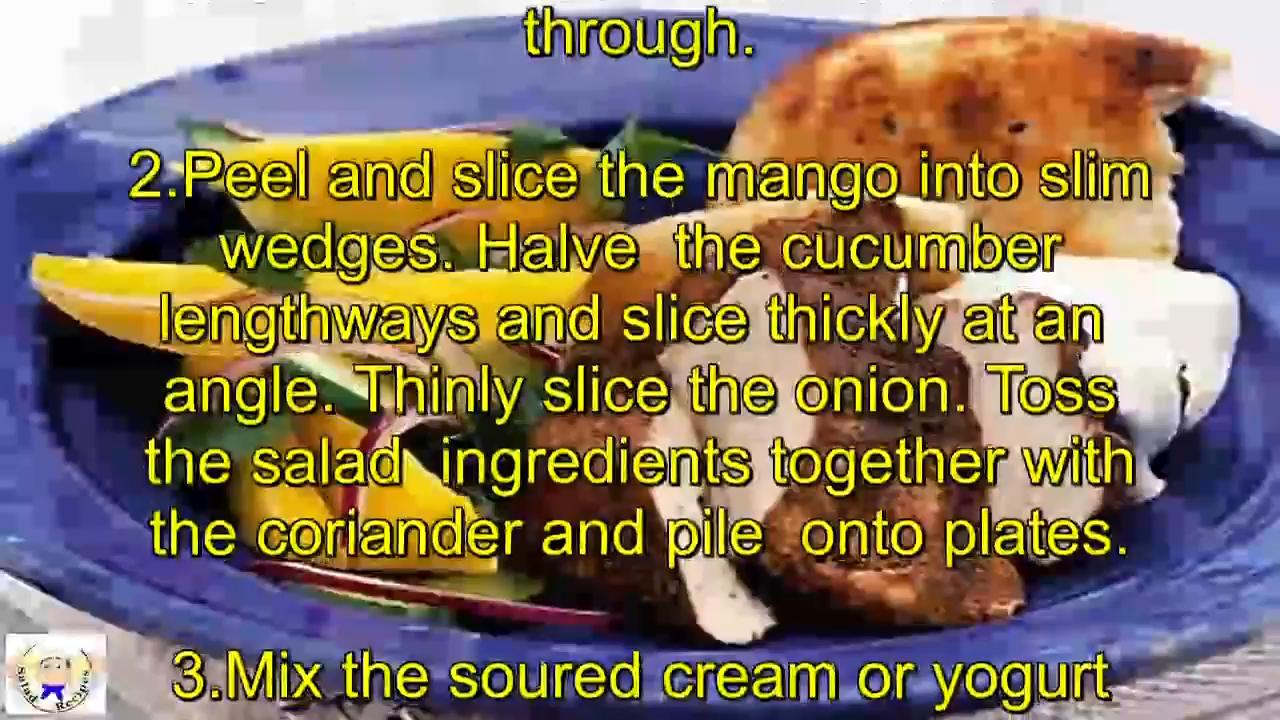 through.
2.Peel and slice the mango into slim
wedges. Halve  the cucumber
lengthways and slice thickly at an
angle. Thinly slice the onion. Toss
the salad  ingredients together with
the coriander and pile  onto plates.
3.Mix the soured cream or yogurt
Salad
Recipes